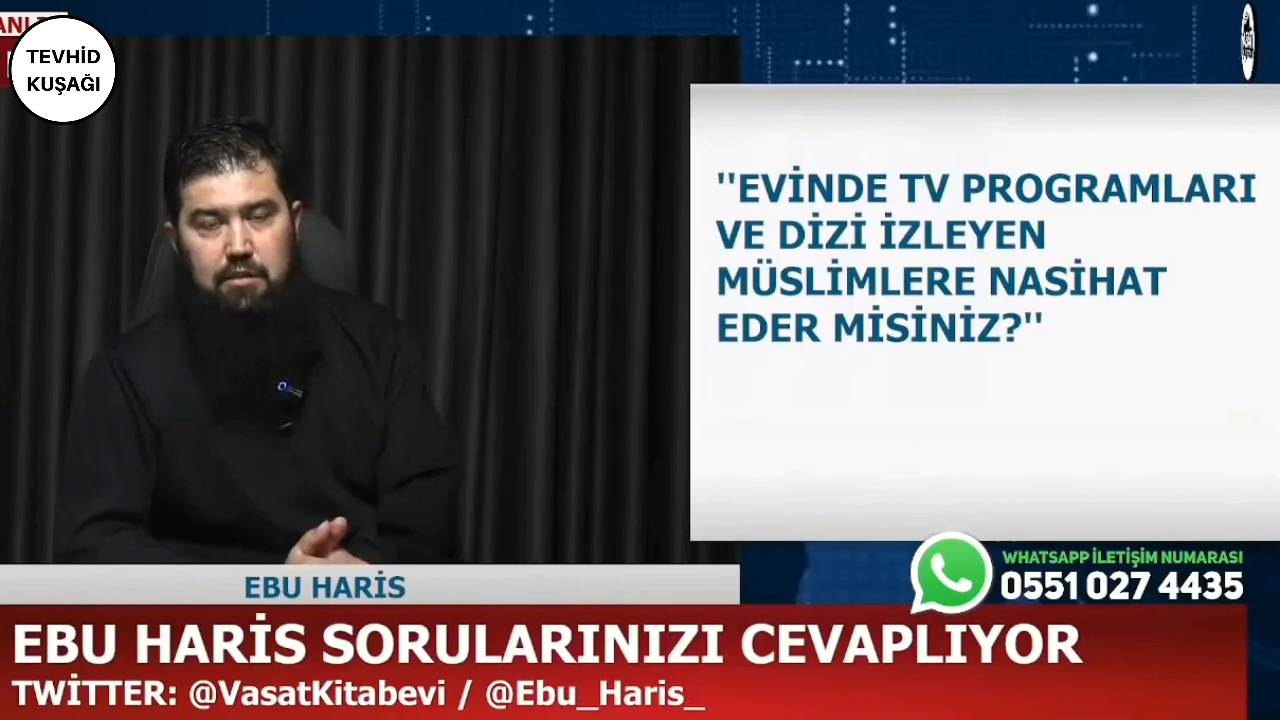 TEVHİD
KUŞAĞI
''EVİNDE TV PROGRAMLARI
VE DİZİ İZLEYEN
MÜSLİMLERE NASİHAT
EDER MİSİNİZ?''
WHATSAPP İLETİŞİM NUMARASI
0551 027 4435
EBU HARİS
EBU HARİS SORULARINIZI CEVAPLIYOR
TWİTTER: @VasatKitabevi / @Ebu_Haris_